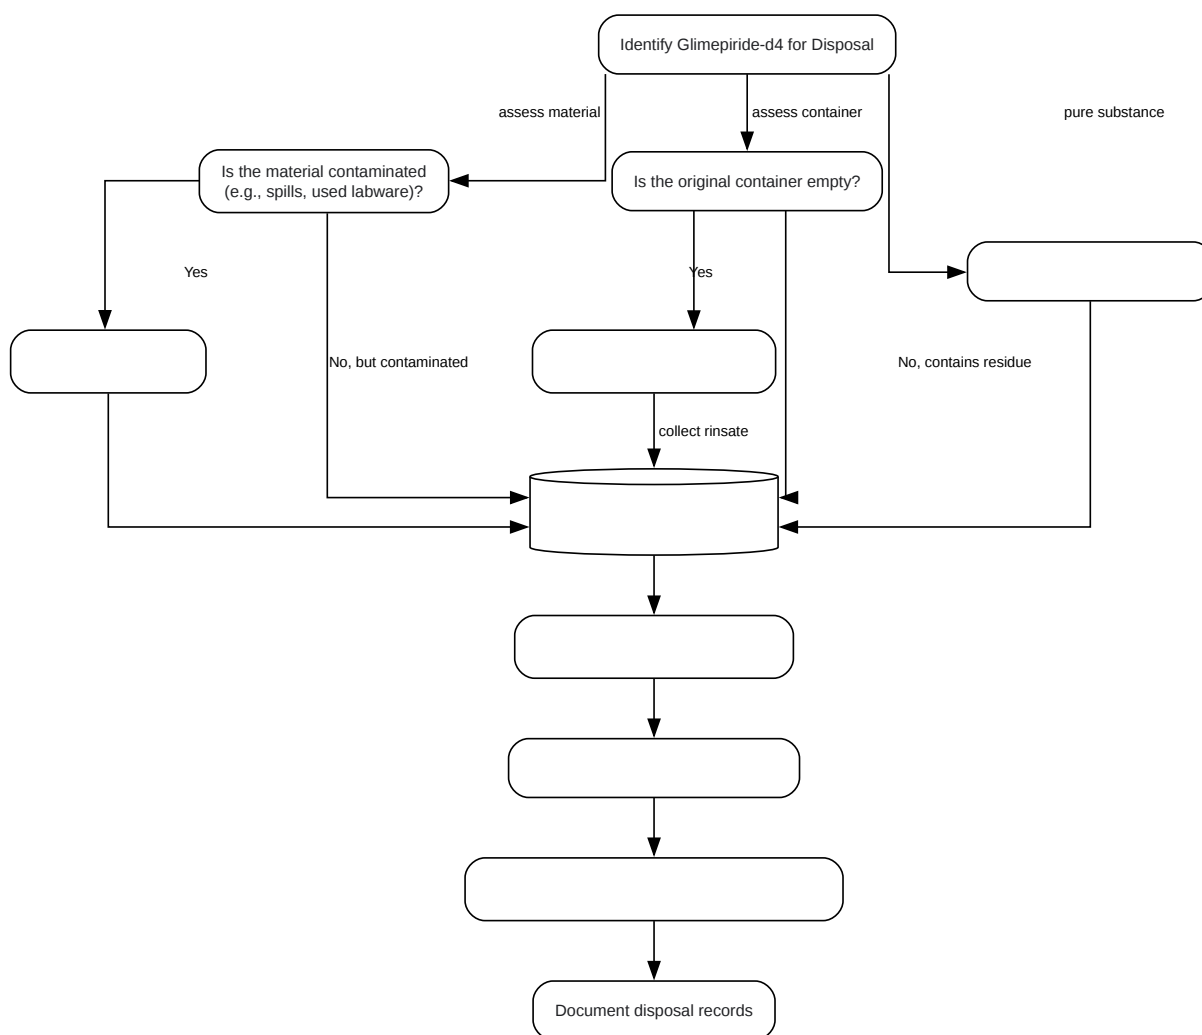 Identify Glimepiride-d4 for Disposal
assess material
assess container
pure substance
Is the material contaminated
(e.g., spills, used labware)?
Is the original container empty?
Yes
Yes
No, but contaminated
No, contains residue
collect rinsate
Document disposal records